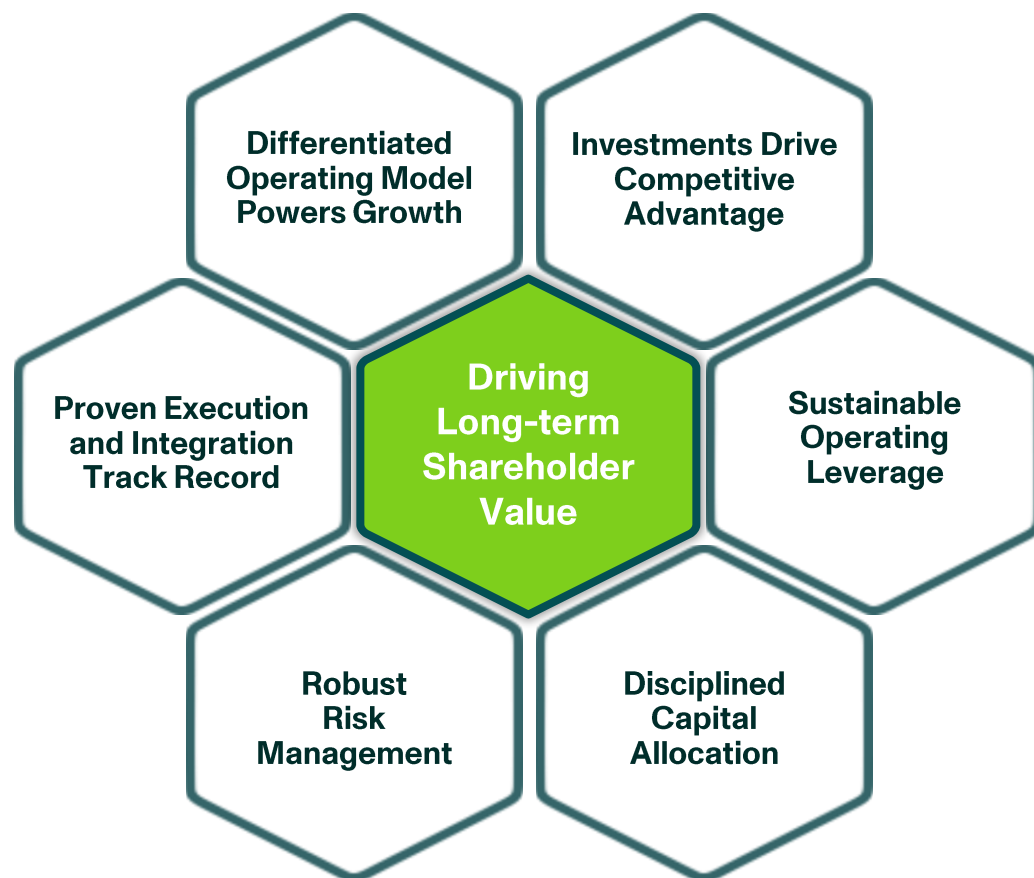 Differentiated
Operating Model
Powers Growth
Investments Drive
Competitive
Advantage
Proven Execution
and Integration
Track Record
Driving
Long-term
Shareholder
Value
Sustainable
Operating
Leverage
Robust
Risk
Management
Disciplined
Capital
Allocation